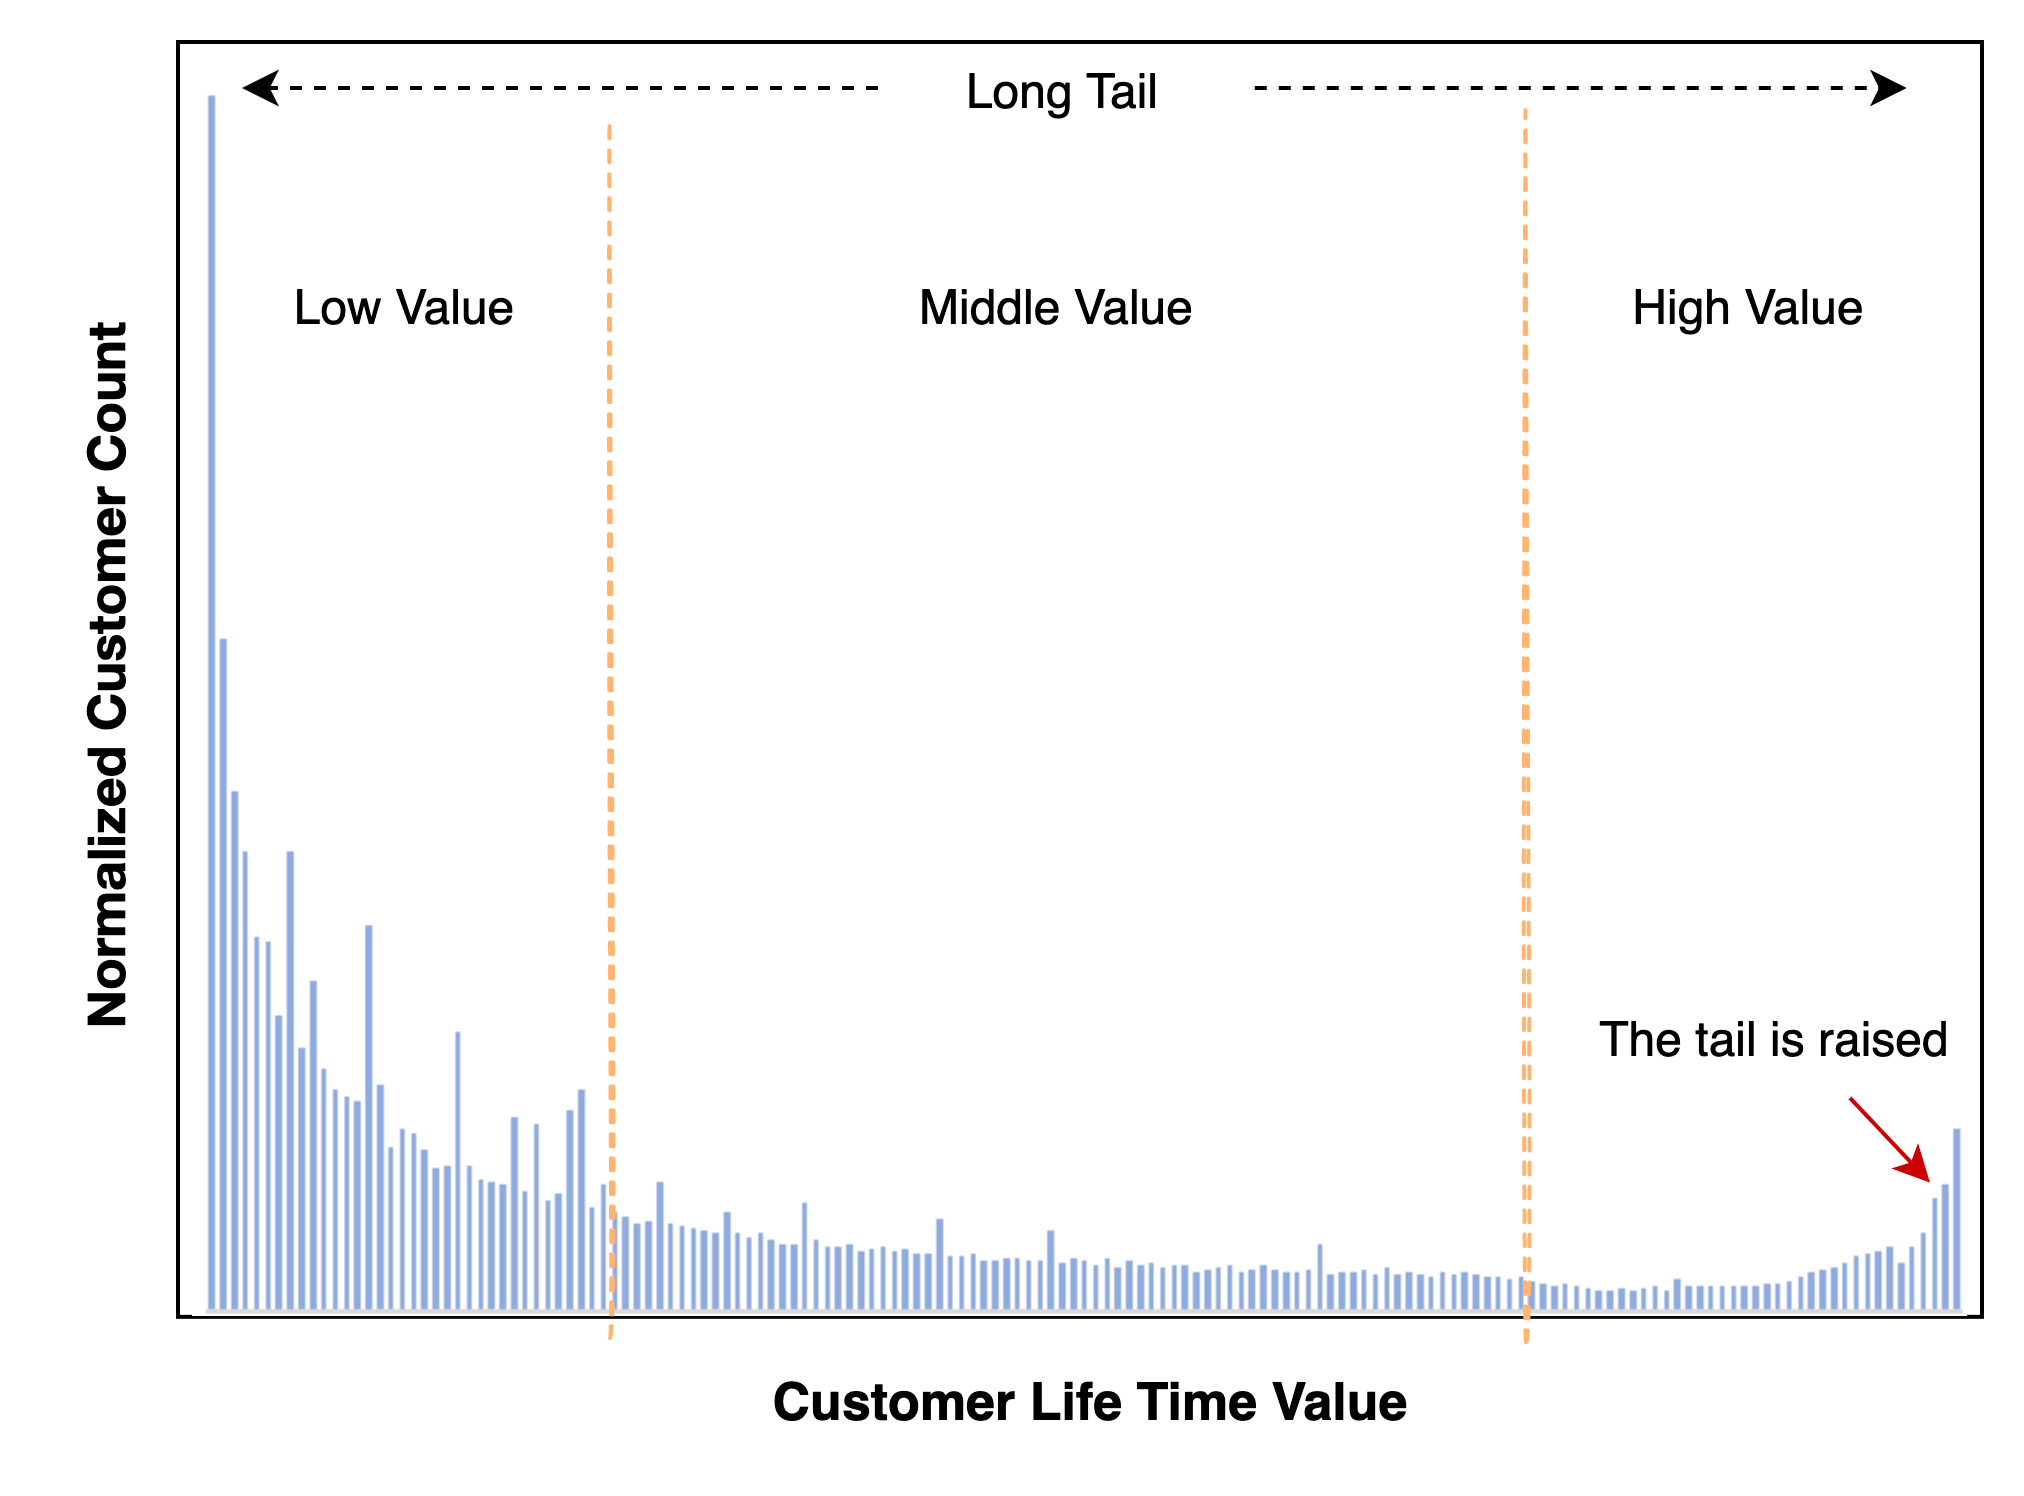 Long Tail
Low Value
Middle Value
High Value
Normalized Customer Count
The tail is raised
Customer Life Time Value